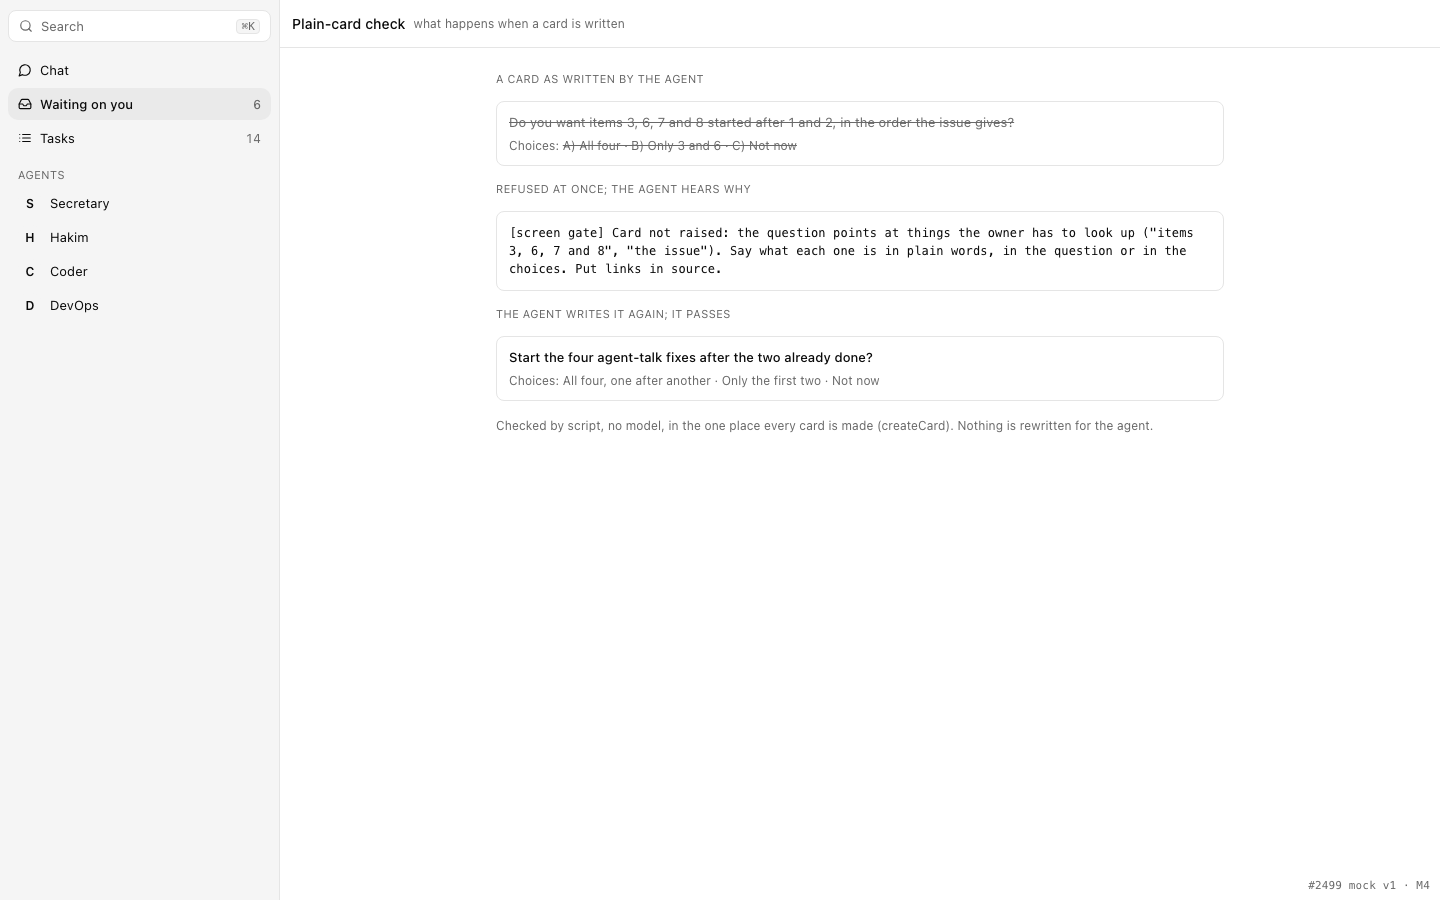 Search ⌘K
Chat
Waiting on you 6
Tasks 14
AGENTS
S Secretary
H Hakim
C Coder
D DevOps
Plain-card check what happens when a card is written
A CARD AS WRITTEN BY THE AGENT
Do you want items 3, 6, 7 and 8 started after 1 and 2, in the order the issue gives?
Choices: A) All four · B) Only 3 and 6 · C) Not now
REFUSED AT ONCE; THE AGENT HEARS WHY
[screen gate] Card not raised: the question points at things the owner has to look up ("items
3, 6, 7 and 8", "the issue"). Say what each one is in plain words, in the question or in the
choices. Put links in source.
THE AGENT WRITES IT AGAIN; IT PASSES
Start the four agent-talk fixes after the two already done?
Choices: All four, one after another · Only the first two · Not now
Checked by script, no model, in the one place every card is made (createCard). Nothing is rewritten for the agent.
#2499 mock v1 · M4